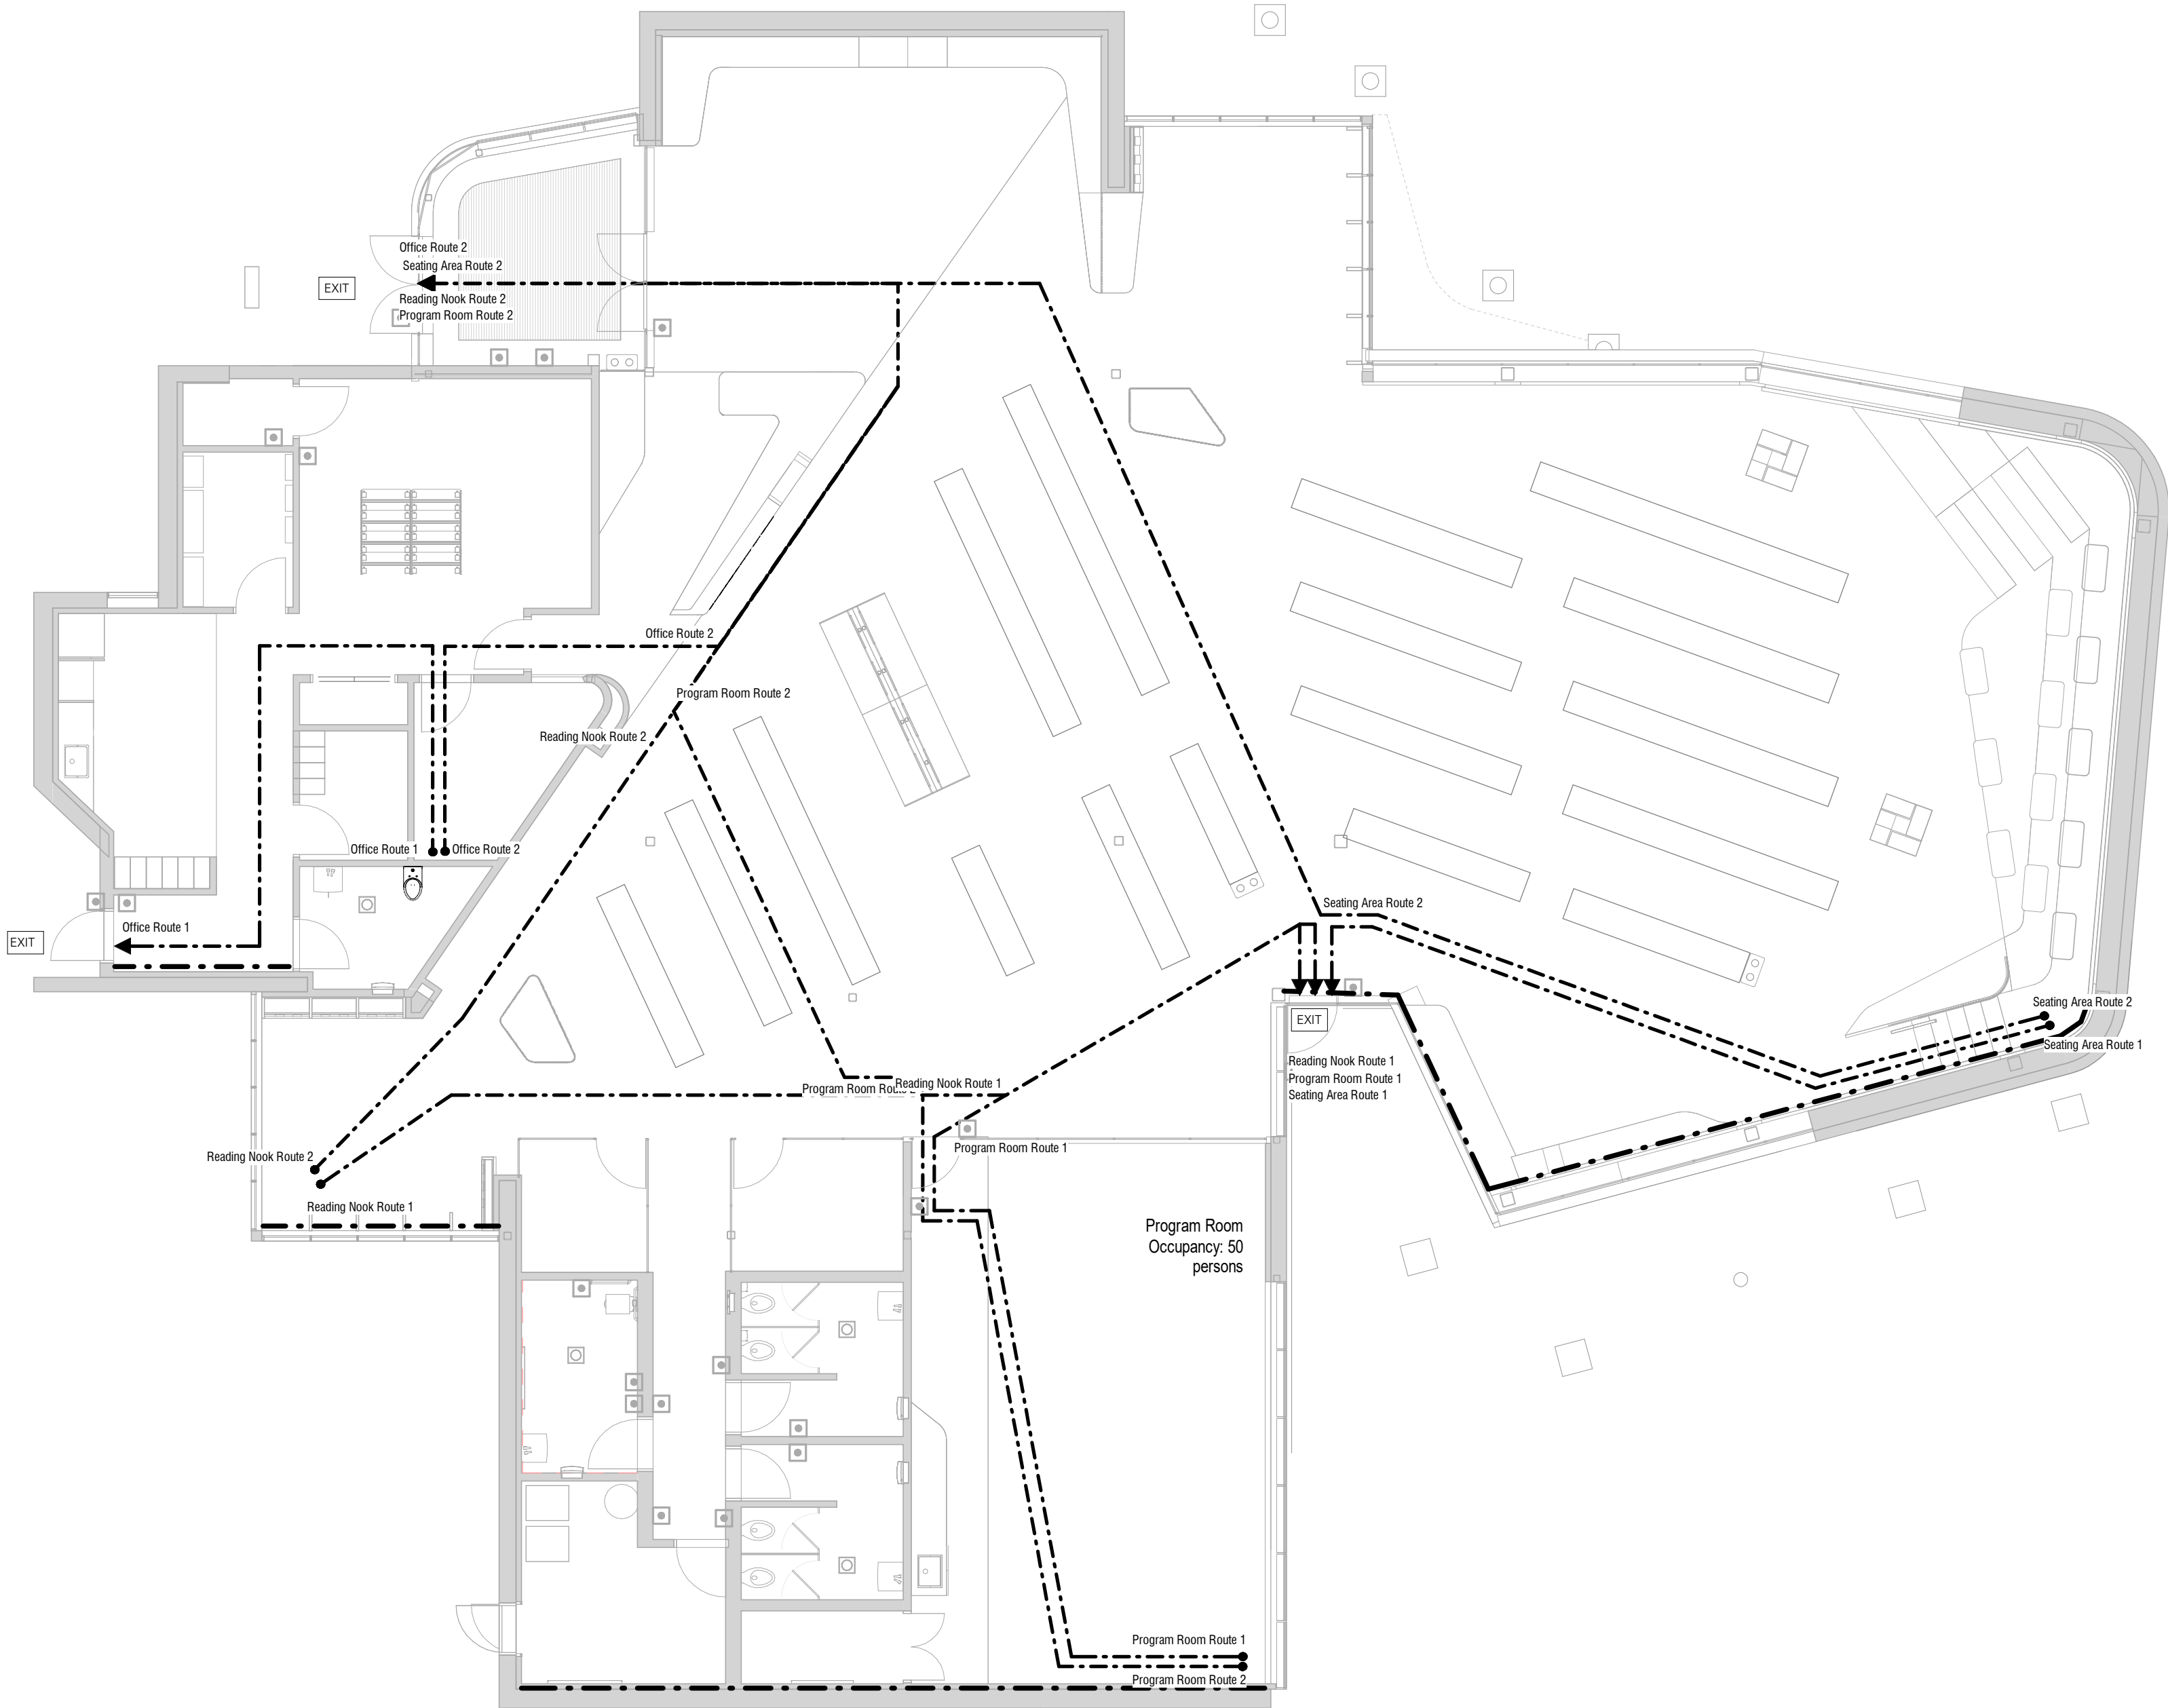 Office Route 2
Seating Area Route 2
EXIT
Reading Nook Route 2
Program Room Route 2
Office Route 2
Program Room Route 2
Reading Nook Route 2
Office Route 1
Office Route 2
Seating Area Route 2
Office Route 1
EXIT
Seating Area Route 2
EXIT
Seating Area Route 1
Reading Nook Route 1
Program Room Route 1
Seating Area Route 1
Reading Nook Route 1
Program Room Route 2
Program Room Route 1
Reading Nook Route 2
Reading Nook Route 1
Program Room
Occupancy: 50
persons
Program Room Route 1
Program Room Route 2